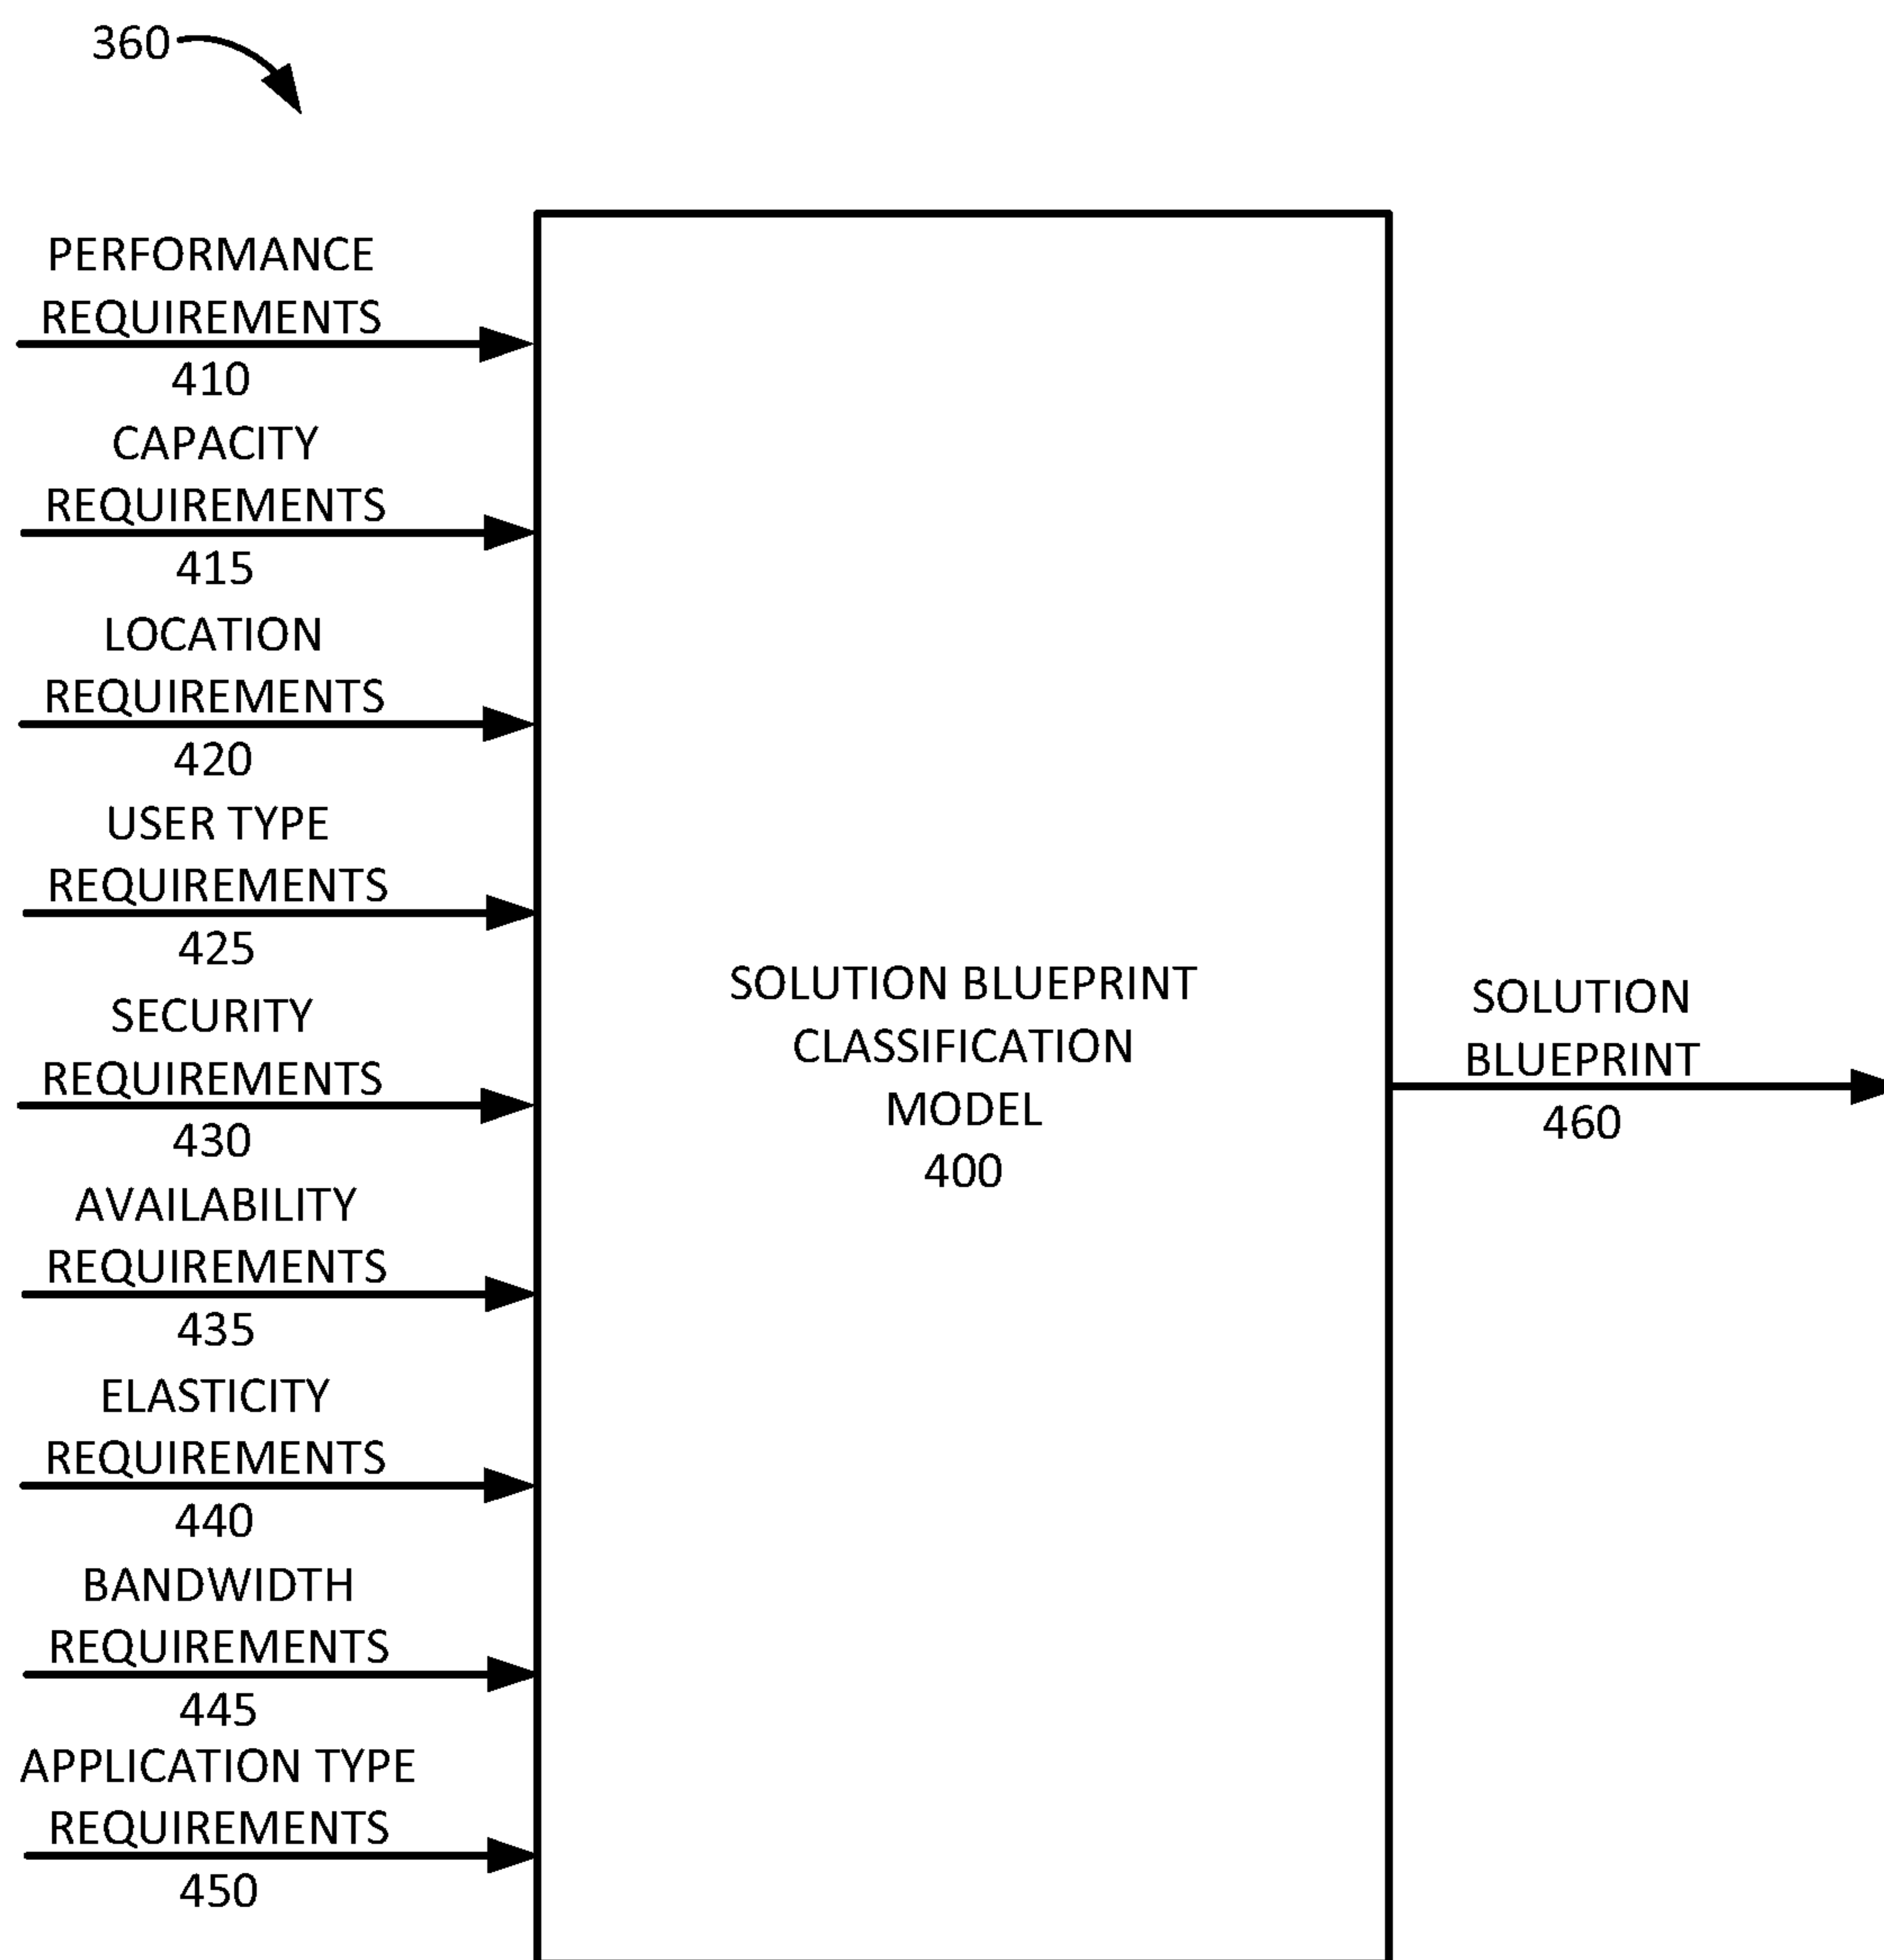 360
PERFORMANCE
REQUIREMENTS
410
CAPACITY
REQUIREMENTS
415
LOCATION
REQUIREMENTS
420
USER TYPE
REQUIREMENTS
425
SECURITY
REQUIREMENTS
430
AVAILABILITY
REQUIREMENTS
435
ELASTICITY
REQUIREMENTS
440
BANDWIDTH
REQUIREMENTS
445
APPLICATION TYPE
REQUIREMENTS
450
SOLUTION BLUEPRINT
CLASSIFICATION
MODEL
400
SOLUTION
BLUEPRINT
460